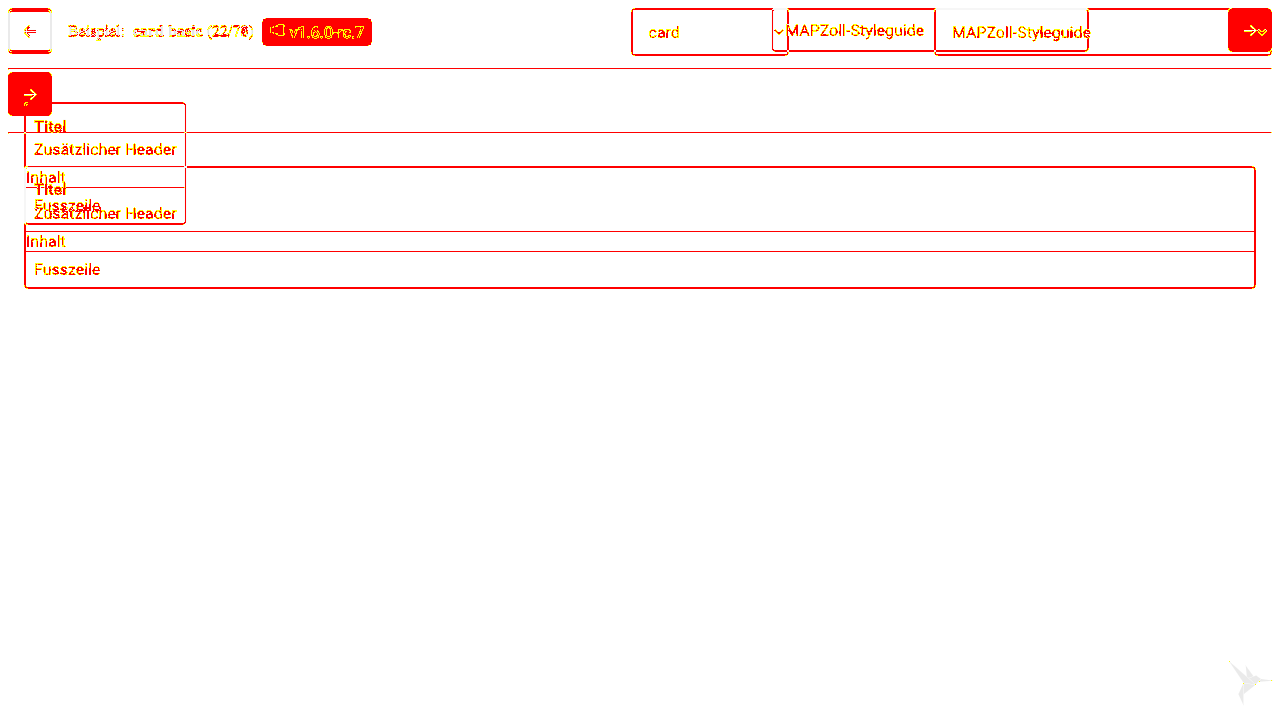 Beispiel: card basic (22/78) v1.6.0-rc.7 card MAPZoll-Styleguide MAPZoll-Styleguide
Titel
Zusätzlicher Header
Inhalt
Titel
Fusszeile
Zusätzlicher Header
Inhalt
Fusszeile